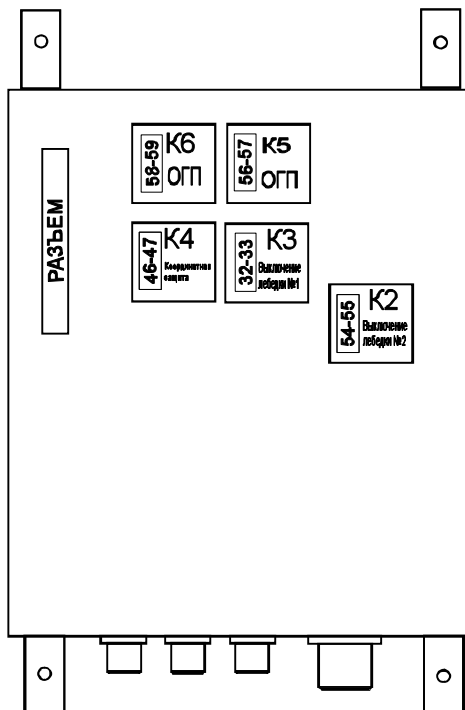 РАЗЪЕМ
58-59
К6
ОГП
56-57
К5
ОГП
46-47
К4
Координатная
защита
32-33
К3
Выключение
лебедки №1
54-55
К2
Выключение
лебедки №2